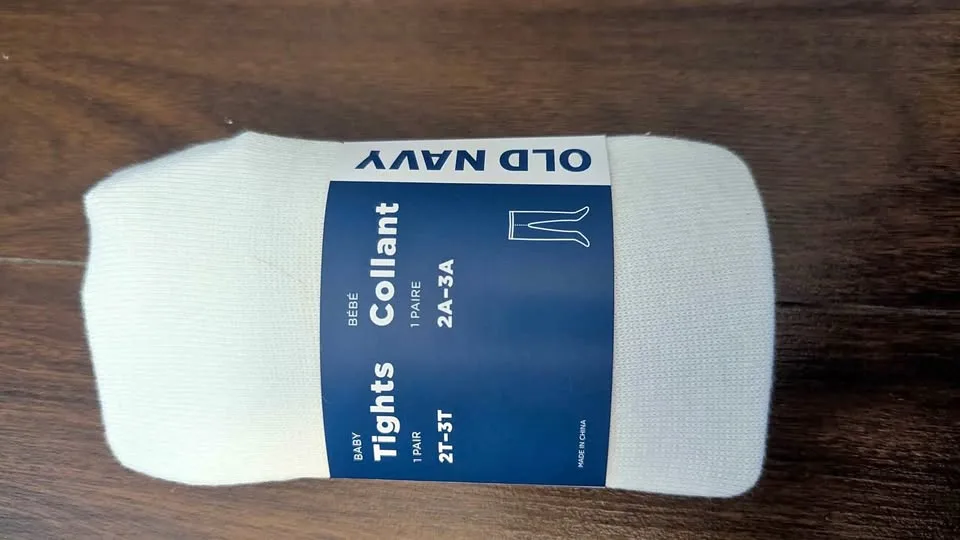 OLD NAVY
BABY
Tights
1 PAIR
2T-3T
BÉBÉ
Collant
1 PAIRE
2A-3A
MADE IN CHINA